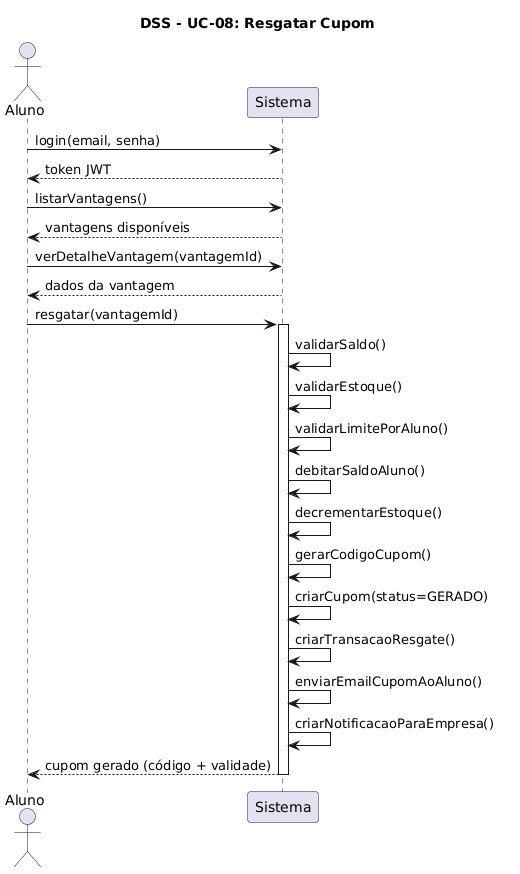 DSS - UC-08: Resgatar Cupom
Aluno
Sistema
login(email, senha)
token JWT
listarVantagens()
vantagens disponíveis
verDetalheVantagem(vantagemId)
dados da vantagem
resgatar(vantagemId)
validarSaldo()
validarEstoque()
validarLimitePorAluno()
debitarSaldoAluno()
decrementarEstoque()
gerarCodigoCupom()
criarCupom(status=GERADO)
criarTransacaoResgate()
enviarEmailCupomAoAluno()
criarNotificacaoParaEmpresa()
cupom gerado (código + validade)
Aluno
Sistema